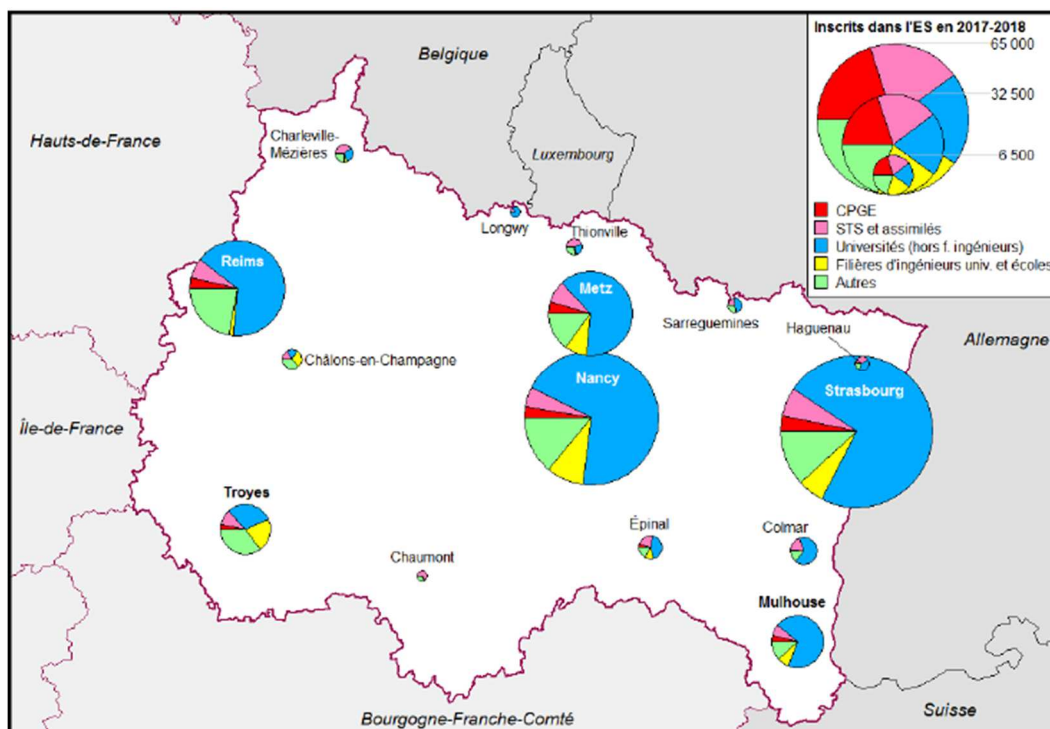 Inscrits dans l'ES en 2017-2018
65 000
32 500
6 500
CPGE
STS et assimilés
Universités (hors f. ingénieurs)
Filières d'ingénieurs univ. et écoles
Autres
Belgique
Hauts-de-France
Charleville-
Mézières
Luxembourg
Longwy
Thionville
Reims
Metz
Sarreguemines
Haguenau
Allemagne
Châlons-en-Champagne
Nancy
Strasbourg
Île-de-France
Troyes
Chaumont
Épinal
Colmar
Mulhouse
Bourgogne-Franche-Comté
Suisse